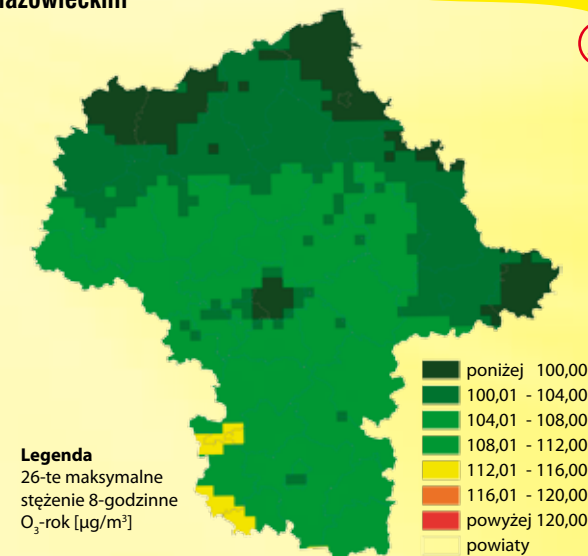 poniżej 100,00
100,01 - 104,00
104,01 - 108,00
108,01 - 112,00
112,01 - 116,00
116,01 - 120,00
powyżej 120,00
powiaty
Legenda
26-te maksymalne
stężenie 8-godzinne
O₃-rok [µg/m³]